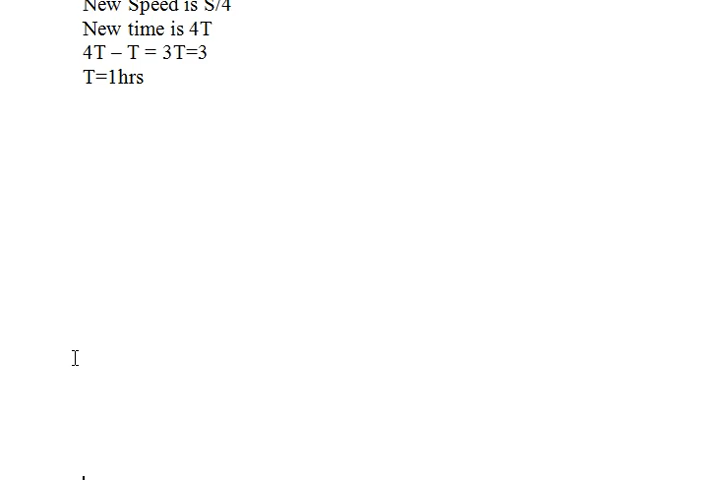 New Speed is S/4
New time is 4T
4T – T = 3T=3
T=1hrs